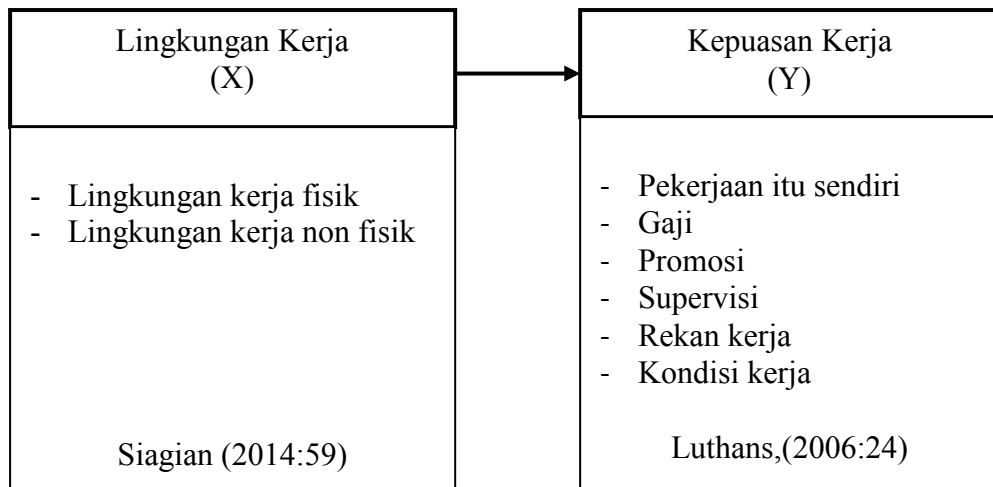 Lingkungan Kerja
(X)
- Lingkungan kerja fisik
- Lingkungan kerja non fisik
Siagian (2014:59)
Kepuasan Kerja
(Y)
- Pekerjaan itu sendiri
- Gaji
- Promosi
- Supervisi
- Rekan kerja
- Kondisi kerja
Luthans,(2006:24)